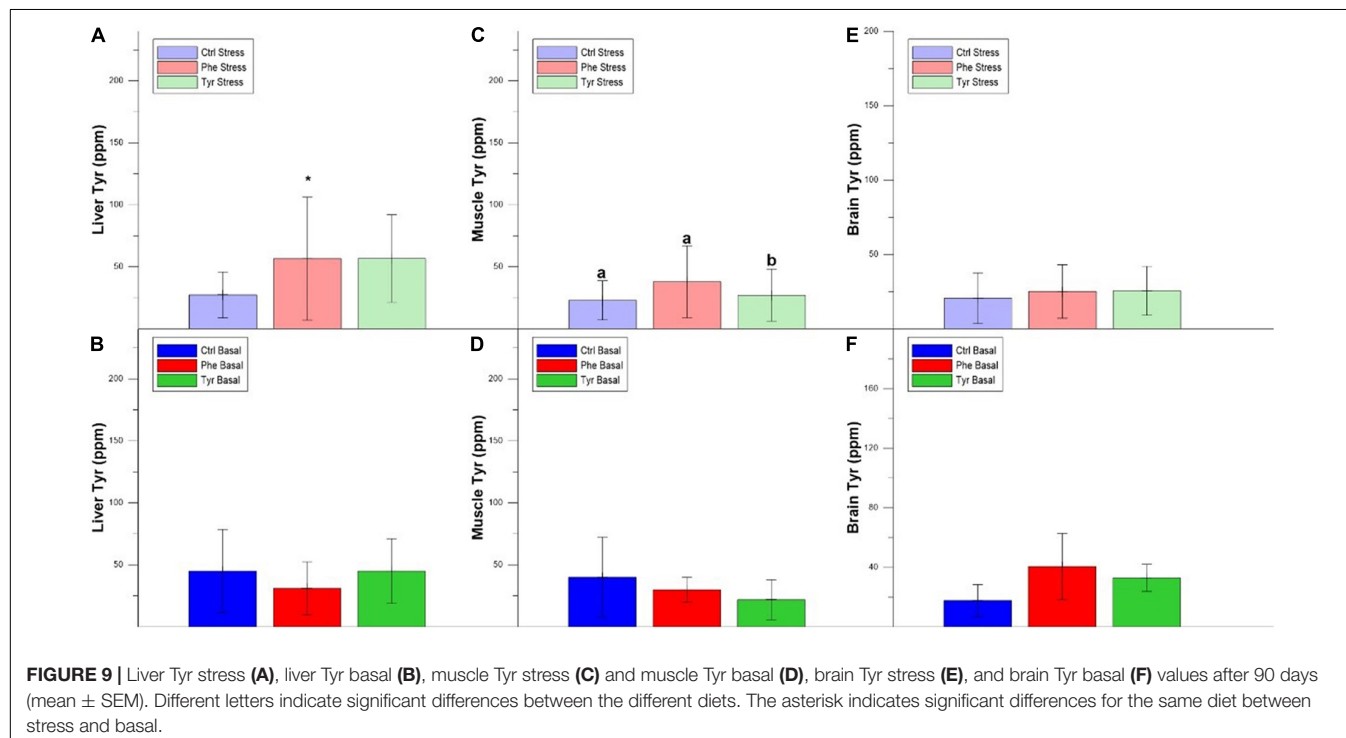 A
Ctrl Stress
Phe Stress
Tyr Stress
200
150
100
50
Liver Tyr (ppm)
*
C
Ctrl Stress
Phe Stress
Tyr Stress
200
150
100
50
Muscle Tyr (ppm)
a
a
b
E
Ctrl Stress
Phe Stress
Tyr Stress
200
150
100
50
Brain Tyr (ppm)
B
Ctrl Basal
Phe Basal
Tyr Basal
200
150
100
50
Liver Tyr (ppm)
D
Ctrl Basal
Phe Basal
Tyr Basal
200
150
100
50
Muscle Tyr (ppm)
F
Ctrl Basal
Phe Basal
Tyr Basal
160
120
80
40
Brain Tyr (ppm)
FIGURE 9 | Liver Tyr stress (A), liver Tyr basal (B), muscle Tyr stress (C) and muscle Tyr basal (D), brain Tyr stress (E), and brain Tyr basal (F) values after 90 days
(mean ± SEM). Different letters indicate significant differences between the different diets. The asterisk indicates significant differences for the same diet between
stress and basal.